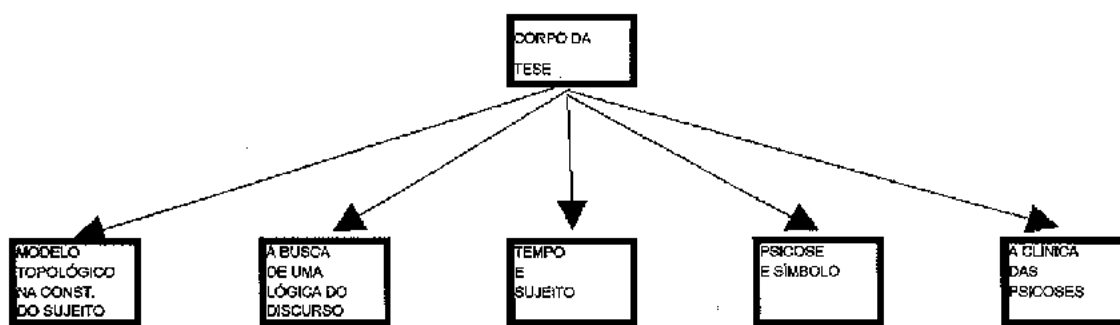 CORPO DA
TESE
MODELO
TOPOLÓGICO
NA CONST.
DO SUJEITO
A BUSCA
DE UMA
LÓGICA DO
DISCURSO
TEMPO
E
SUJEITO
PSICOSE
E SÍMBOLO
A CLÍNICA
DAS
PSICOSES